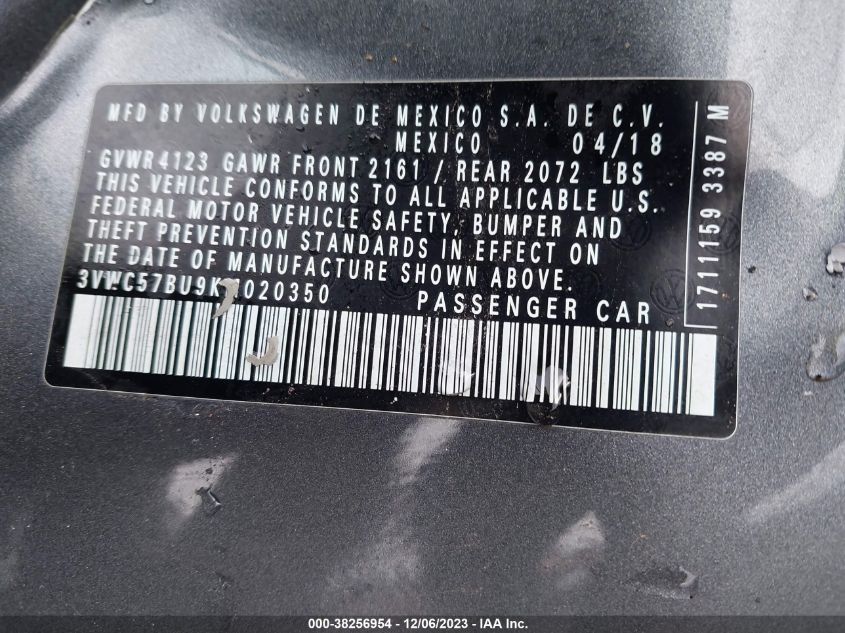 MFD BY VOLKSWAGEN DE MEXICO S.A. DE C.V.
MEXICO 04/18
GVWR 4123 GAWR FRONT 2161 / REAR 2072 LBS
THIS VEHICLE CONFORMS TO ALL APPLICABLE U.S.
FEDERAL MOTOR VEHICLE SAFETY, BUMPER AND
THEFT PREVENTION STANDARDS IN EFFECT ON
THE DATE OF MANUFACTURE SHOWN ABOVE.
PASSENGER CAR
1711159 3387 M
000-38256954 - 12/06/2023 - IAA Inc.